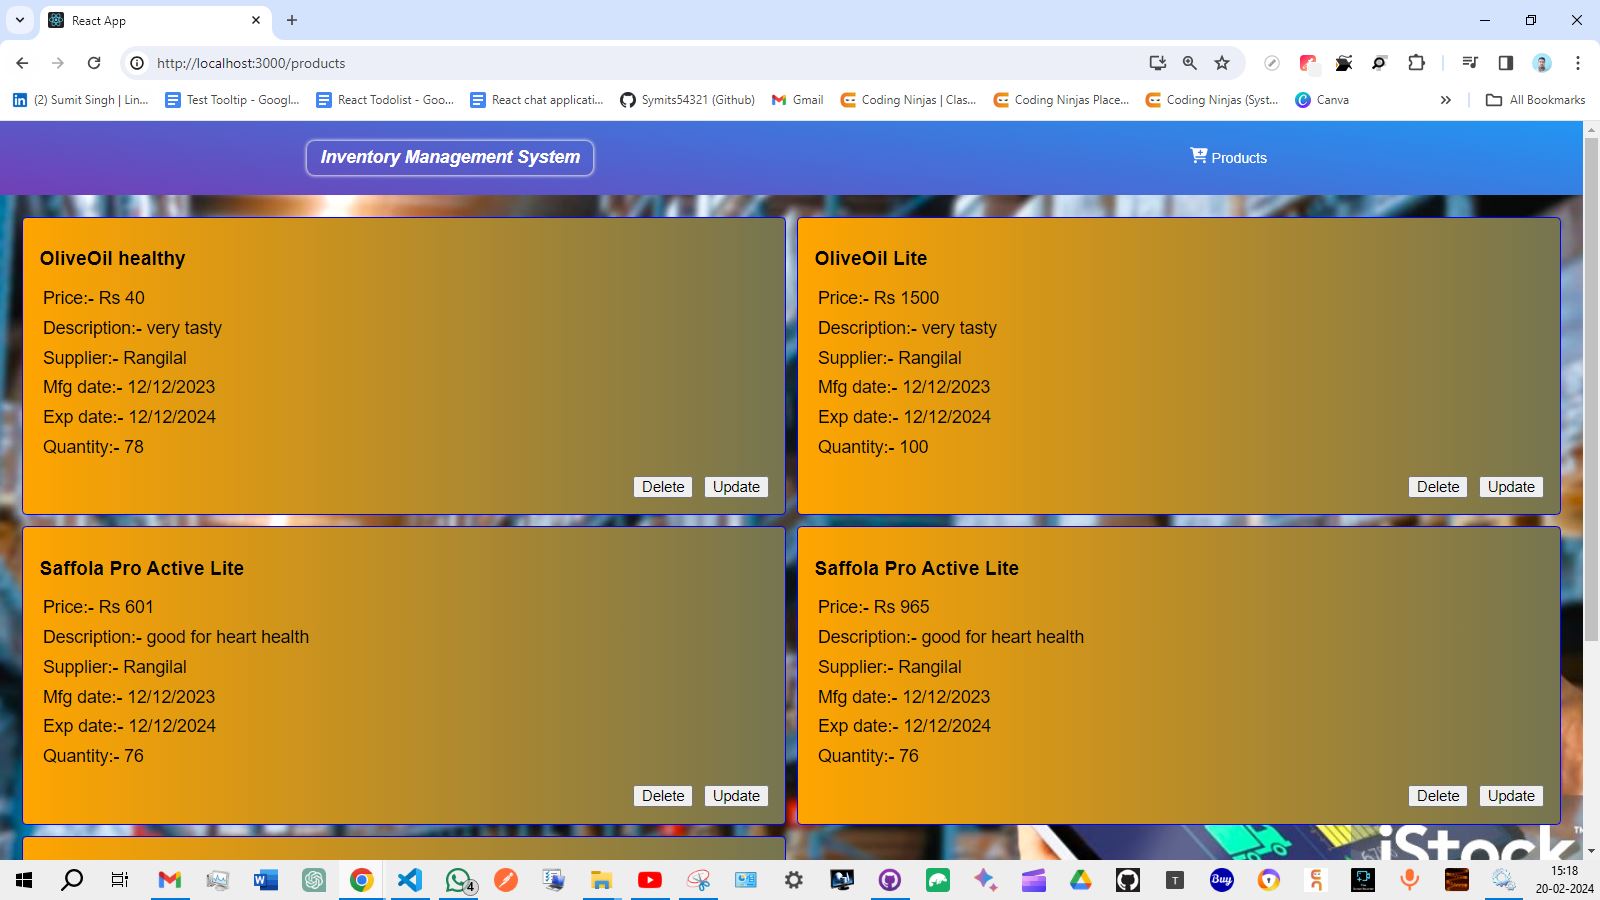 React App
http://localhost:3000/products
(2) Sumit Singh | Lin...
Test Tooltip - Googl...
React Todolist - Goo...
React chat applicati...
Symits54321 (Github)
Gmail
Coding Ninjas | Clas...
Coding Ninjas Place...
Coding Ninjas (Syst...
Canva
All Bookmarks
Inventory Management System
Products
OliveOil healthy
Price:- Rs 40
Description:- very tasty
Supplier:- Rangilal
Mfg date:- 12/12/2023
Exp date:- 12/12/2024
Quantity:- 78
Delete Update
OliveOil Lite
Price:- Rs 1500
Description:- very tasty
Supplier:- Rangilal
Mfg date:- 12/12/2023
Exp date:- 12/12/2024
Quantity:- 100
Delete Update
Saffola Pro Active Lite
Price:- Rs 601
Description:- good for heart health
Supplier:- Rangilal
Mfg date:- 12/12/2023
Exp date:- 12/12/2024
Quantity:- 76
Delete Update
Saffola Pro Active Lite
Price:- Rs 965
Description:- good for heart health
Supplier:- Rangilal
Mfg date:- 12/12/2023
Exp date:- 12/12/2024
Quantity:- 76
Delete Update
iStock™
4
T
Buy
15:18
20-02-2024